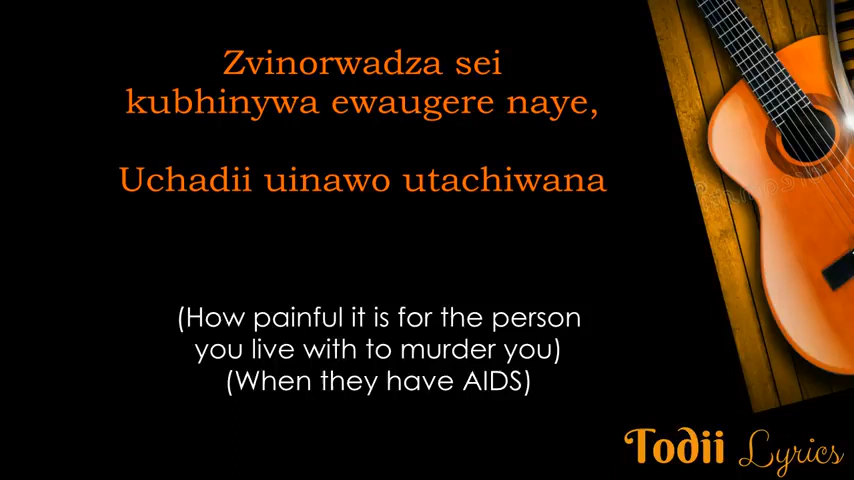 Zvinorwadza sei
kubhinywa ewaugere naye,
Uchadii uinawo utachiwana
(How painful it is for the person
you live with to murder you)
(When they have AIDS)
Todii Lyrics